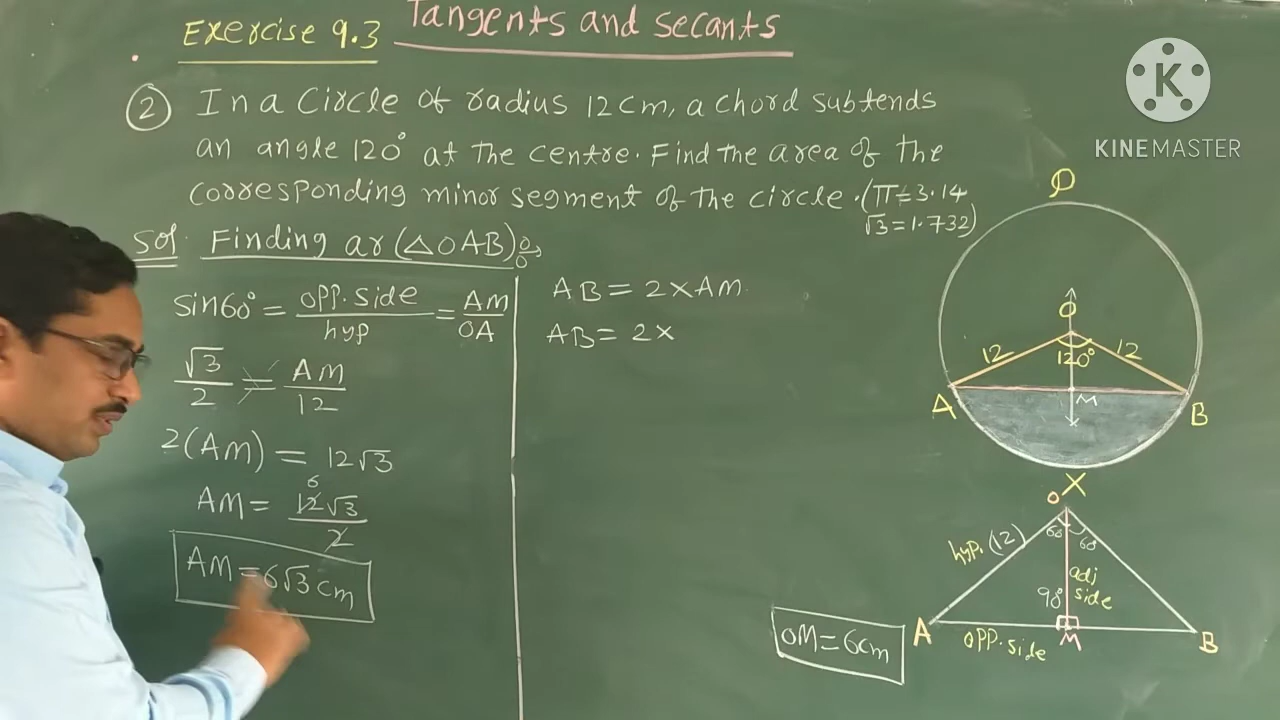 Exercise 9.3 Tangents and secants
② In a Circle of radius 12cm, a chord subtends
an angle 120° at the centre. Find the area of the
corresponding minor segment of the circle. (π=3.14
√3=1.732)
Sol Finding ar(△OAB):
sin60° = opp.side/hyp = AM/OA
√3/2 = AM/12
2(AM) = 12√3
AM = 12√3/2
6
AM=6√3cm
AB = 2×AM
AB = 2×
K
KINEMASTER
O
12 12
120°
A M B
X
O
60 60
hyp. (12)
adj
side
90°
A M B
opp.side
OM=6cm